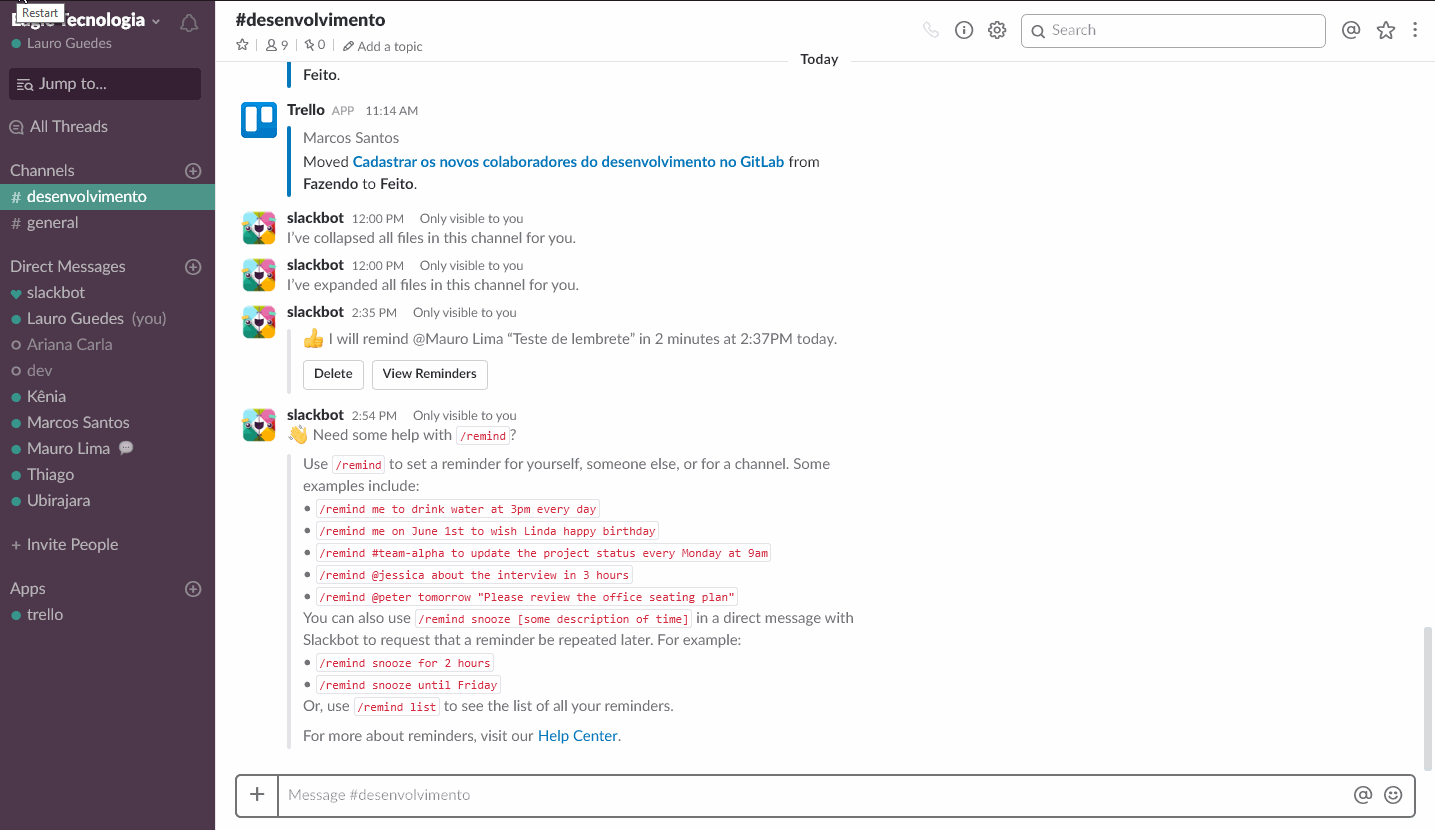 Restart
Tecnologia
Lauro Guedes
Jump to...
All Threads
Channels
# desenvolvimento
# general
Direct Messages
slackbot
Lauro Guedes (you)
Ariana Carla
dev
Kênia
Marcos Santos
Mauro Lima
Thiago
Ubirajara
+ Invite People
Apps
trello
#desenvolvimento
9
0
Add a topic
Search
Today
Feito.
Trello APP 11:14 AM
Marcos Santos
Moved Cadastrar os novos colaboradores do desenvolvimento no GitLab from
Fazendo to Feito.
slackbot 12:00 PM Only visible to you
I’ve collapsed all files in this channel for you.
slackbot 12:00 PM Only visible to you
I’ve expanded all files in this channel for you.
slackbot 2:35 PM Only visible to you
👍 I will remind @Mauro Lima “Teste de lembrete” in 2 minutes at 2:37PM today.
Delete View Reminders
slackbot 2:54 PM Only visible to you
👋 Need some help with /remind?
Use /remind to set a reminder for yourself, someone else, or for a channel. Some
examples include:
• /remind me to drink water at 3pm every day
• /remind me on June 1st to wish Linda happy birthday
• /remind #team-alpha to update the project status every Monday at 9am
• /remind @jessica about the interview in 3 hours
• /remind @peter tomorrow "Please review the office seating plan"
You can also use /remind snooze [some description of time] in a direct message with
Slackbot to request that a reminder be repeated later. For example:
• /remind snooze for 2 hours
• /remind snooze until Friday
Or, use /remind list to see the list of all your reminders.
For more about reminders, visit our Help Center.
Message #desenvolvimento